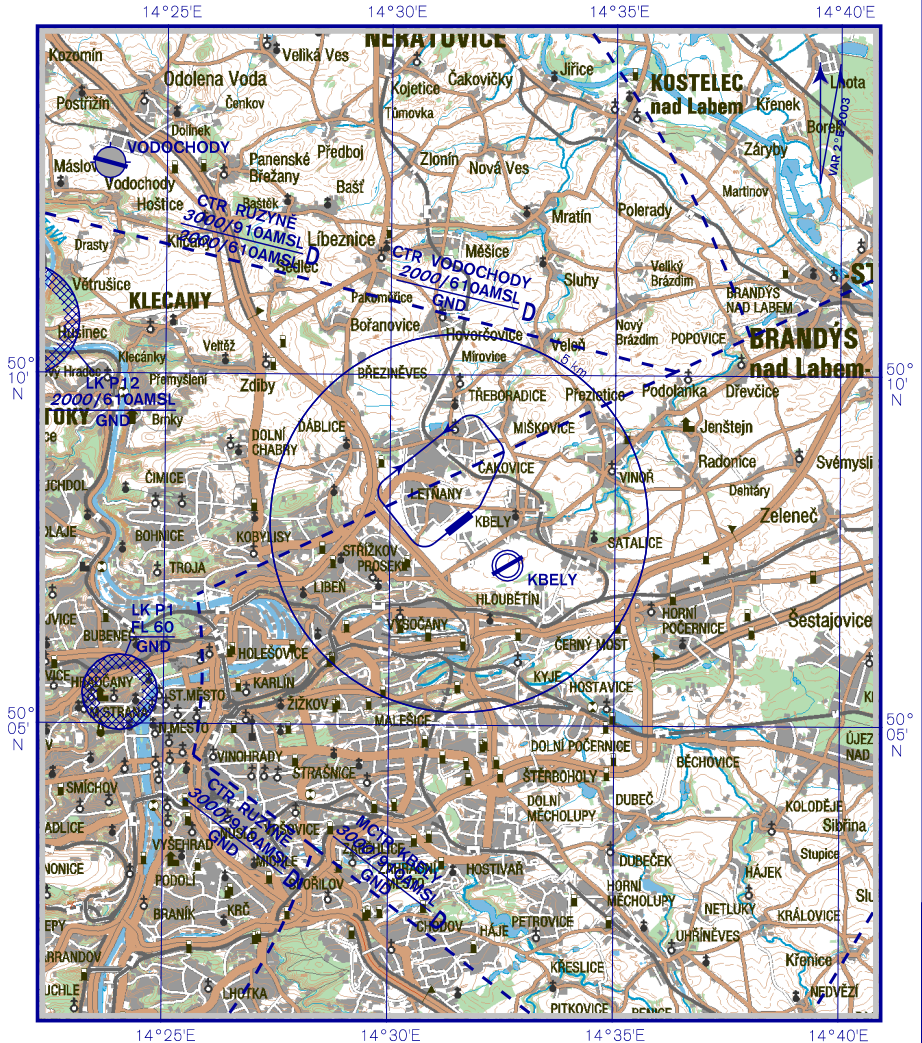 14°25'E
14°30'E
14°35'E
14°40'E
NERATOVICE
Kozomín
Veliká Ves
Odolena Voda
Kojetice
Čakovičky
Jiřice
KOSTELEC
nad Labem
Lhota
Postřižín
Čenkov
Tůmovka
Křenek
Dolínek
VODOCHODY
Předboj
Zlonín
Záryby
VAR 2°E/2003
Panenské
Břežany
Nová Ves
Vodochody
Hoštice
Bašť
Martinov
Baštěk
Mratín
Polerady
CTR RUZYNĚ
3000/910AMSL
2000/610AMSL
D
Líbeznice
Drasty
Měšice
CTR VODOCHODY
2000/610AMSL
GND
D
Sedlec
Sluhy
Veliký
Brázdim
Větrušice
KLECANY
Pakoměřice
BRANDÝS
NAD LABEM
Bořanovice
Hovorčovice
Veleň
Nový
Brázdim
POPOVICE
BRANDÝS
nad Labem-
Husinec
Veltěž
Klecánky
Mírovice
5 km
50°
10'
N
50°
10'
N
Přemyšlení
Zdiby
BŘEZINĚVES
LK P12
2000/610AMSL
GND
Brnky
TŘEBORADICE
Prezletice
Podolanka
Dřevčice
ĎÁBLICE
MIŠKOVICE
Jenštejn
DOLNÍ
CHABRY
ČAKOVICE
Radonice
Svémysli
ČIMICE
VINOŘ
Dehtáry
LETŇANY
KBELY
Zeleneč
BOHNICE
KOBYLISY
SATALICE
STŘÍŽKOV
PROSEK
TROJA
KBELY
LIBEŇ
HLOUBĚTÍN
LK P1
FL 60
GND
HORNÍ
POČERNICE
Šestajovice
BUBENEČ
VYSOČANY
ČERNÝ MOST
HOLEŠOVICE
KYJE
HOSTAVICE
KARLÍN
ST.MĚSTO
ŽIŽKOV
MALEŠICE
50°
05'
N
50°
05'
N
N.MĚSTO
VINOHRADY
DOLNÍ POČERNICE
ÚJEZ
NAD
BĚCHOVICE
STRAŠNICE
ŠTĚRBOHOLY
SMÍCHOV
DOLNÍ
MĚCHOLUPY
DUBEČ
KOLODĚJE
CTR RUZYNĚ
3000/910AMSL
GND
D
MCTR KBELY
3000/910AMSL
GND
D
Sibřina
VYŠEHRAD
Stupice
DUBEČEK
HOSTIVAŘ
HÁJEK
PODOLÍ
SPOŘILOV
HORNÍ
MĚCHOLUPY
NETLUKY
KRÁLOVICE
BRANÍK
KRČ
CHODOV
HÁJE
PETROVICE
UHŘÍNĚVES
KŘESLICE
Křenice
LHOTKA
PITKOVICE
NEDVĚZÍ
14°25'E
14°30'E
14°35'E
14°40'E